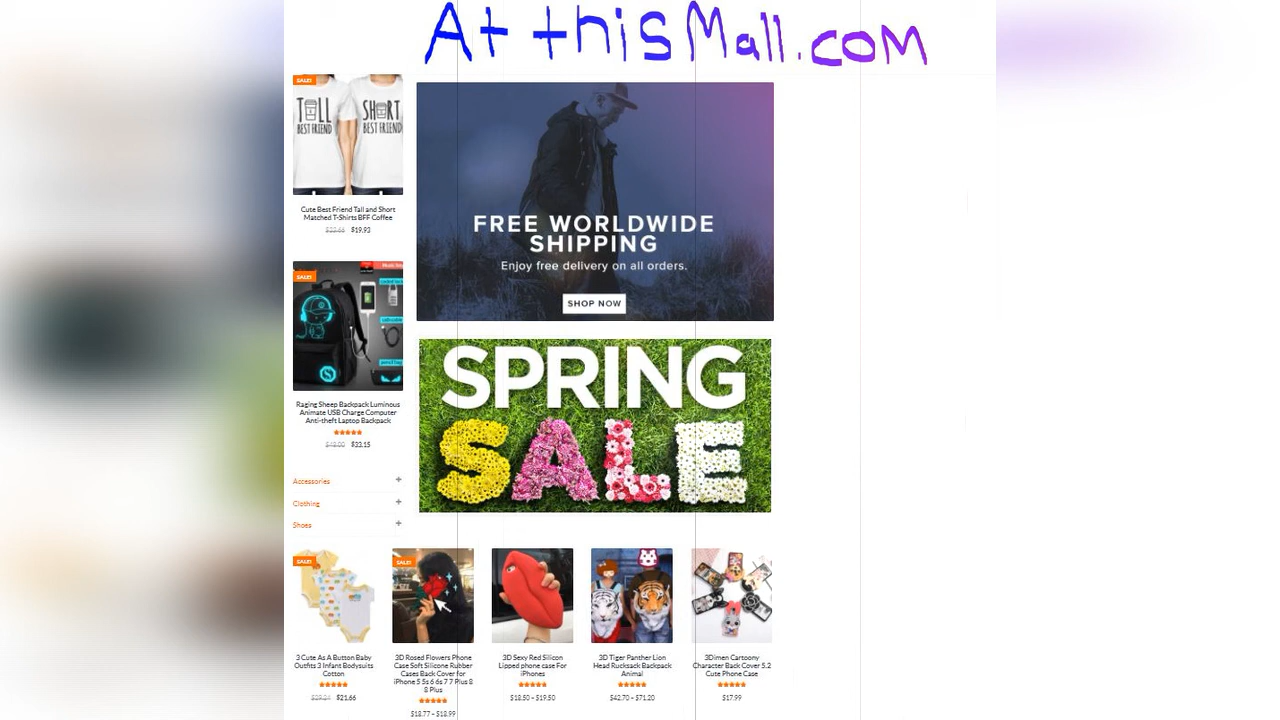 At thisMall.com
SALE!
TALL
BEST FRIEND
SHORT
BEST FRIEND
Cute Best Friend Tall and Short
Matched T-Shirts BFF Coffee
$19.93
FREE WORLDWIDE
SHIPPING
Enjoy free delivery on all orders.
SHOP NOW
SALE!
Raging Sheep Backpack Luminous
Animate USB Charge Computer
Anti-theft Laptop Backpack
$48.00 $33.15
SPRING
SALE
Accessories +
Clothing +
Shoes +
SALE!
3 Cute As A Button Baby
Outfits 3 Infant Bodysuits
Cotton
$21.66
SALE!
3D Rosed Flowers Phone
Case Soft Silicone Rubber
Cases Back Cover for
iPhone 5 5s 6 6s 7 7 Plus 8
8 Plus
$18.77 – $18.99
3D Sexy Red Silicon
Lipped phone case For
iPhones
$18.50 – $19.50
3D Tiger Panther Lion
Head Rucksack Backpack
Animal
$42.70 – $71.20
3Dimen Cartoony
Character Back Cover 5.2
Cute Phone Case
$17.99